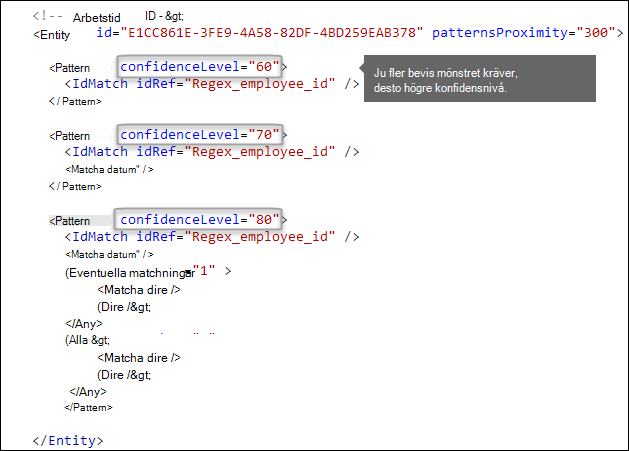 <!-- Arbetstid ID - &gt;
<Entity id="E1CC861E-3FE9-4A58-82DF-4BD259EAB378" patternsProximity="300">
<Pattern confidenceLevel="60">
Ju fler bevis mönstret kräver,
desto högre konfidensnivå.
<IdMatch idRef="Regex_employee_id" />
</ Pattern>
<Pattern confidenceLevel="70">
<IdMatch idRef="Regex_employee_id" />
<Matcha datum" />
</ Pattern>
<Pattern confidenceLevel="80">
<IdMatch idRef="Regex_employee_id" />
<Matcha datum" />
(Eventuella matchningar "1" >
<Matcha dire />
(Dire /&gt;
</Any>
(Alla &gt;
<Matcha dire />
(Dire /&gt;
</Any>
</Pattern>
</Entity>